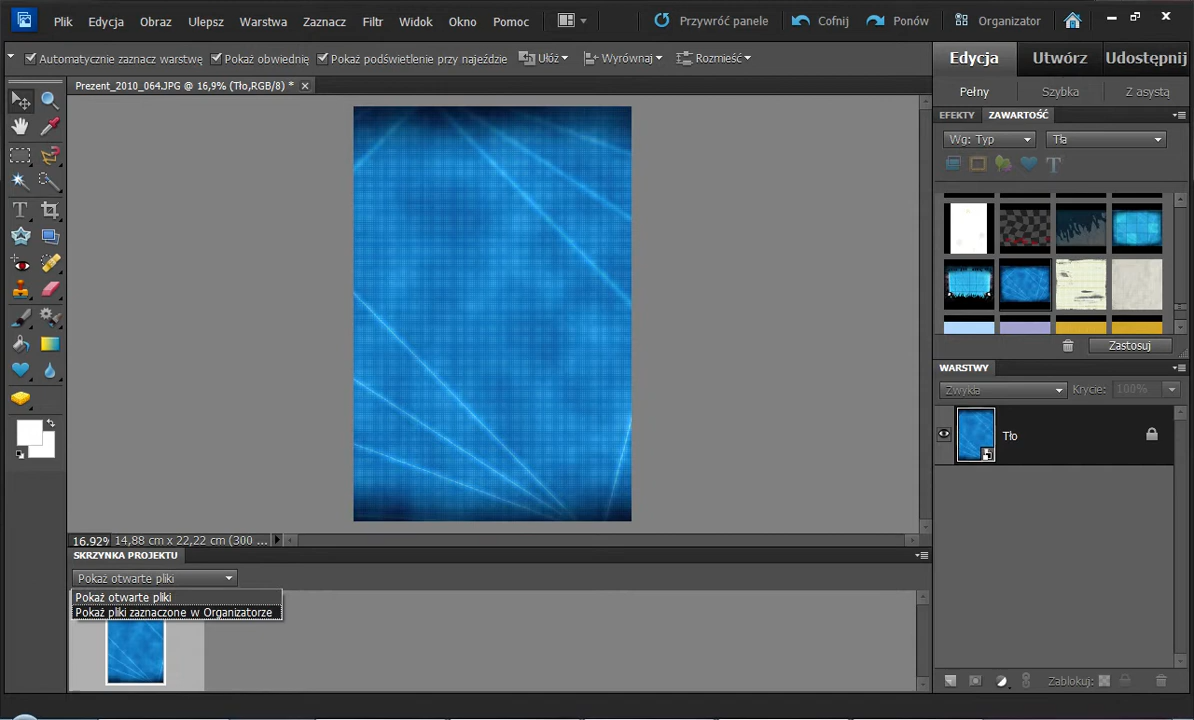 Plik Edycja Obraz Ulepsz Warstwa Zaznacz Filtr Widok Okno Pomoc Przywróć panele Cofnij Ponów Organizator
Automatycznie zaznacz warstwę Pokaż obwiednię Pokaż podświetlenie przy najeździe Ułóż Wyrównaj Rozmieść
Edycja Utwórz Udostępnij
Prezent_2010_064.JPG @ 16,9% (Tło,RGB/8) *
Pełny Szybka Z asystą
EFEKTY ZAWARTOŚĆ
Wg: Typ Tła
T
T
Zastosuj
WARSTWY
Zwykła Krycie: 100%
Tło
16.92% 14,88 cm x 22,22 cm (300 ...
SKRZYNKA PROJEKTU
Pokaż otwarte pliki
Pokaż otwarte pliki
Pokaż pliki zaznaczone w Organizatorze
Zablokuj: